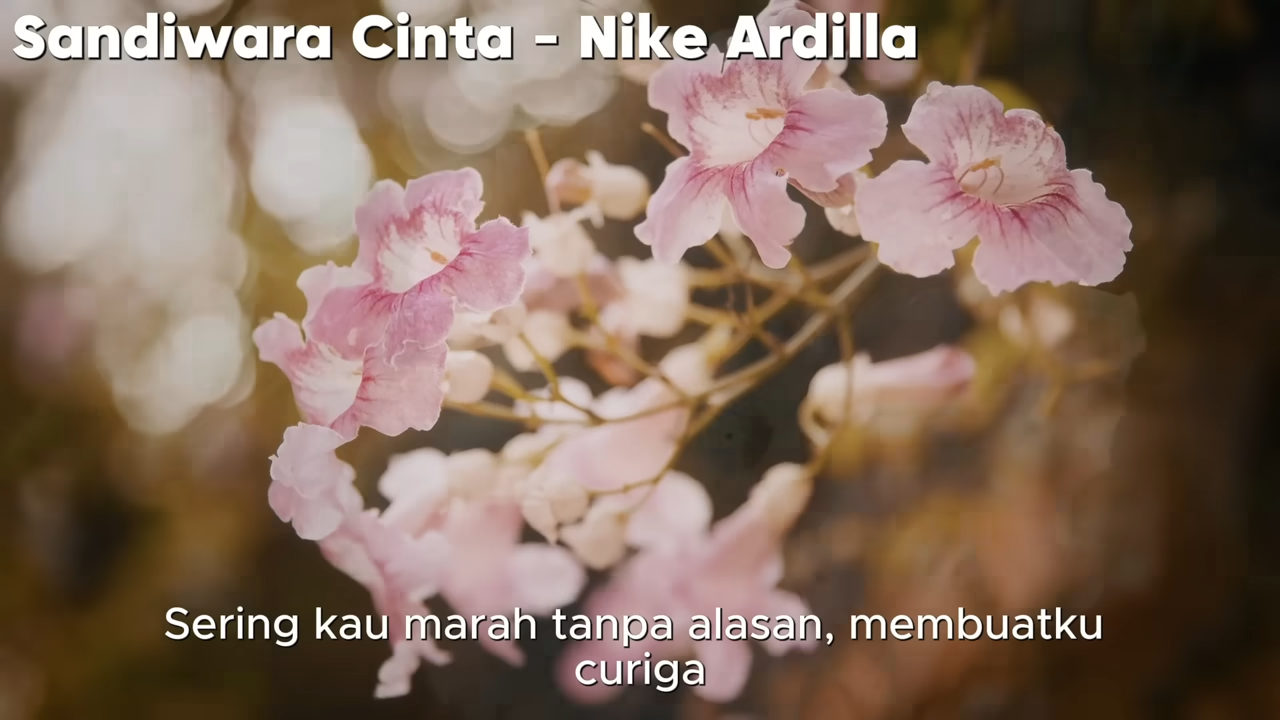 Sandiwara Cinta - Nike Ardilla
Sering kau marah tanpa alasan, membuatku
curiga